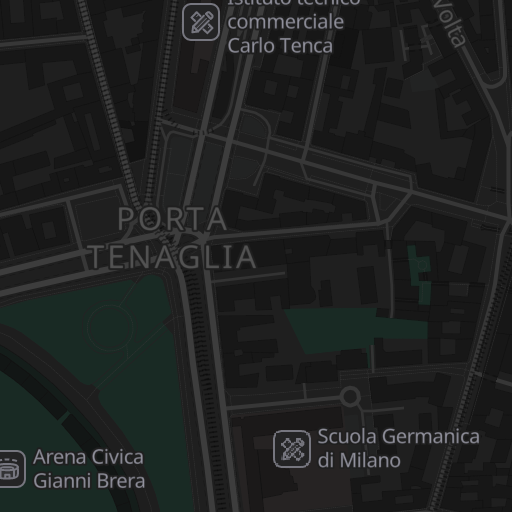 Istituto tecnico
commerciale
Carlo Tenca
Volta
PORTA
TENAGLIA
Scuola Germanica
di Milano
Arena Civica
Gianni Brera